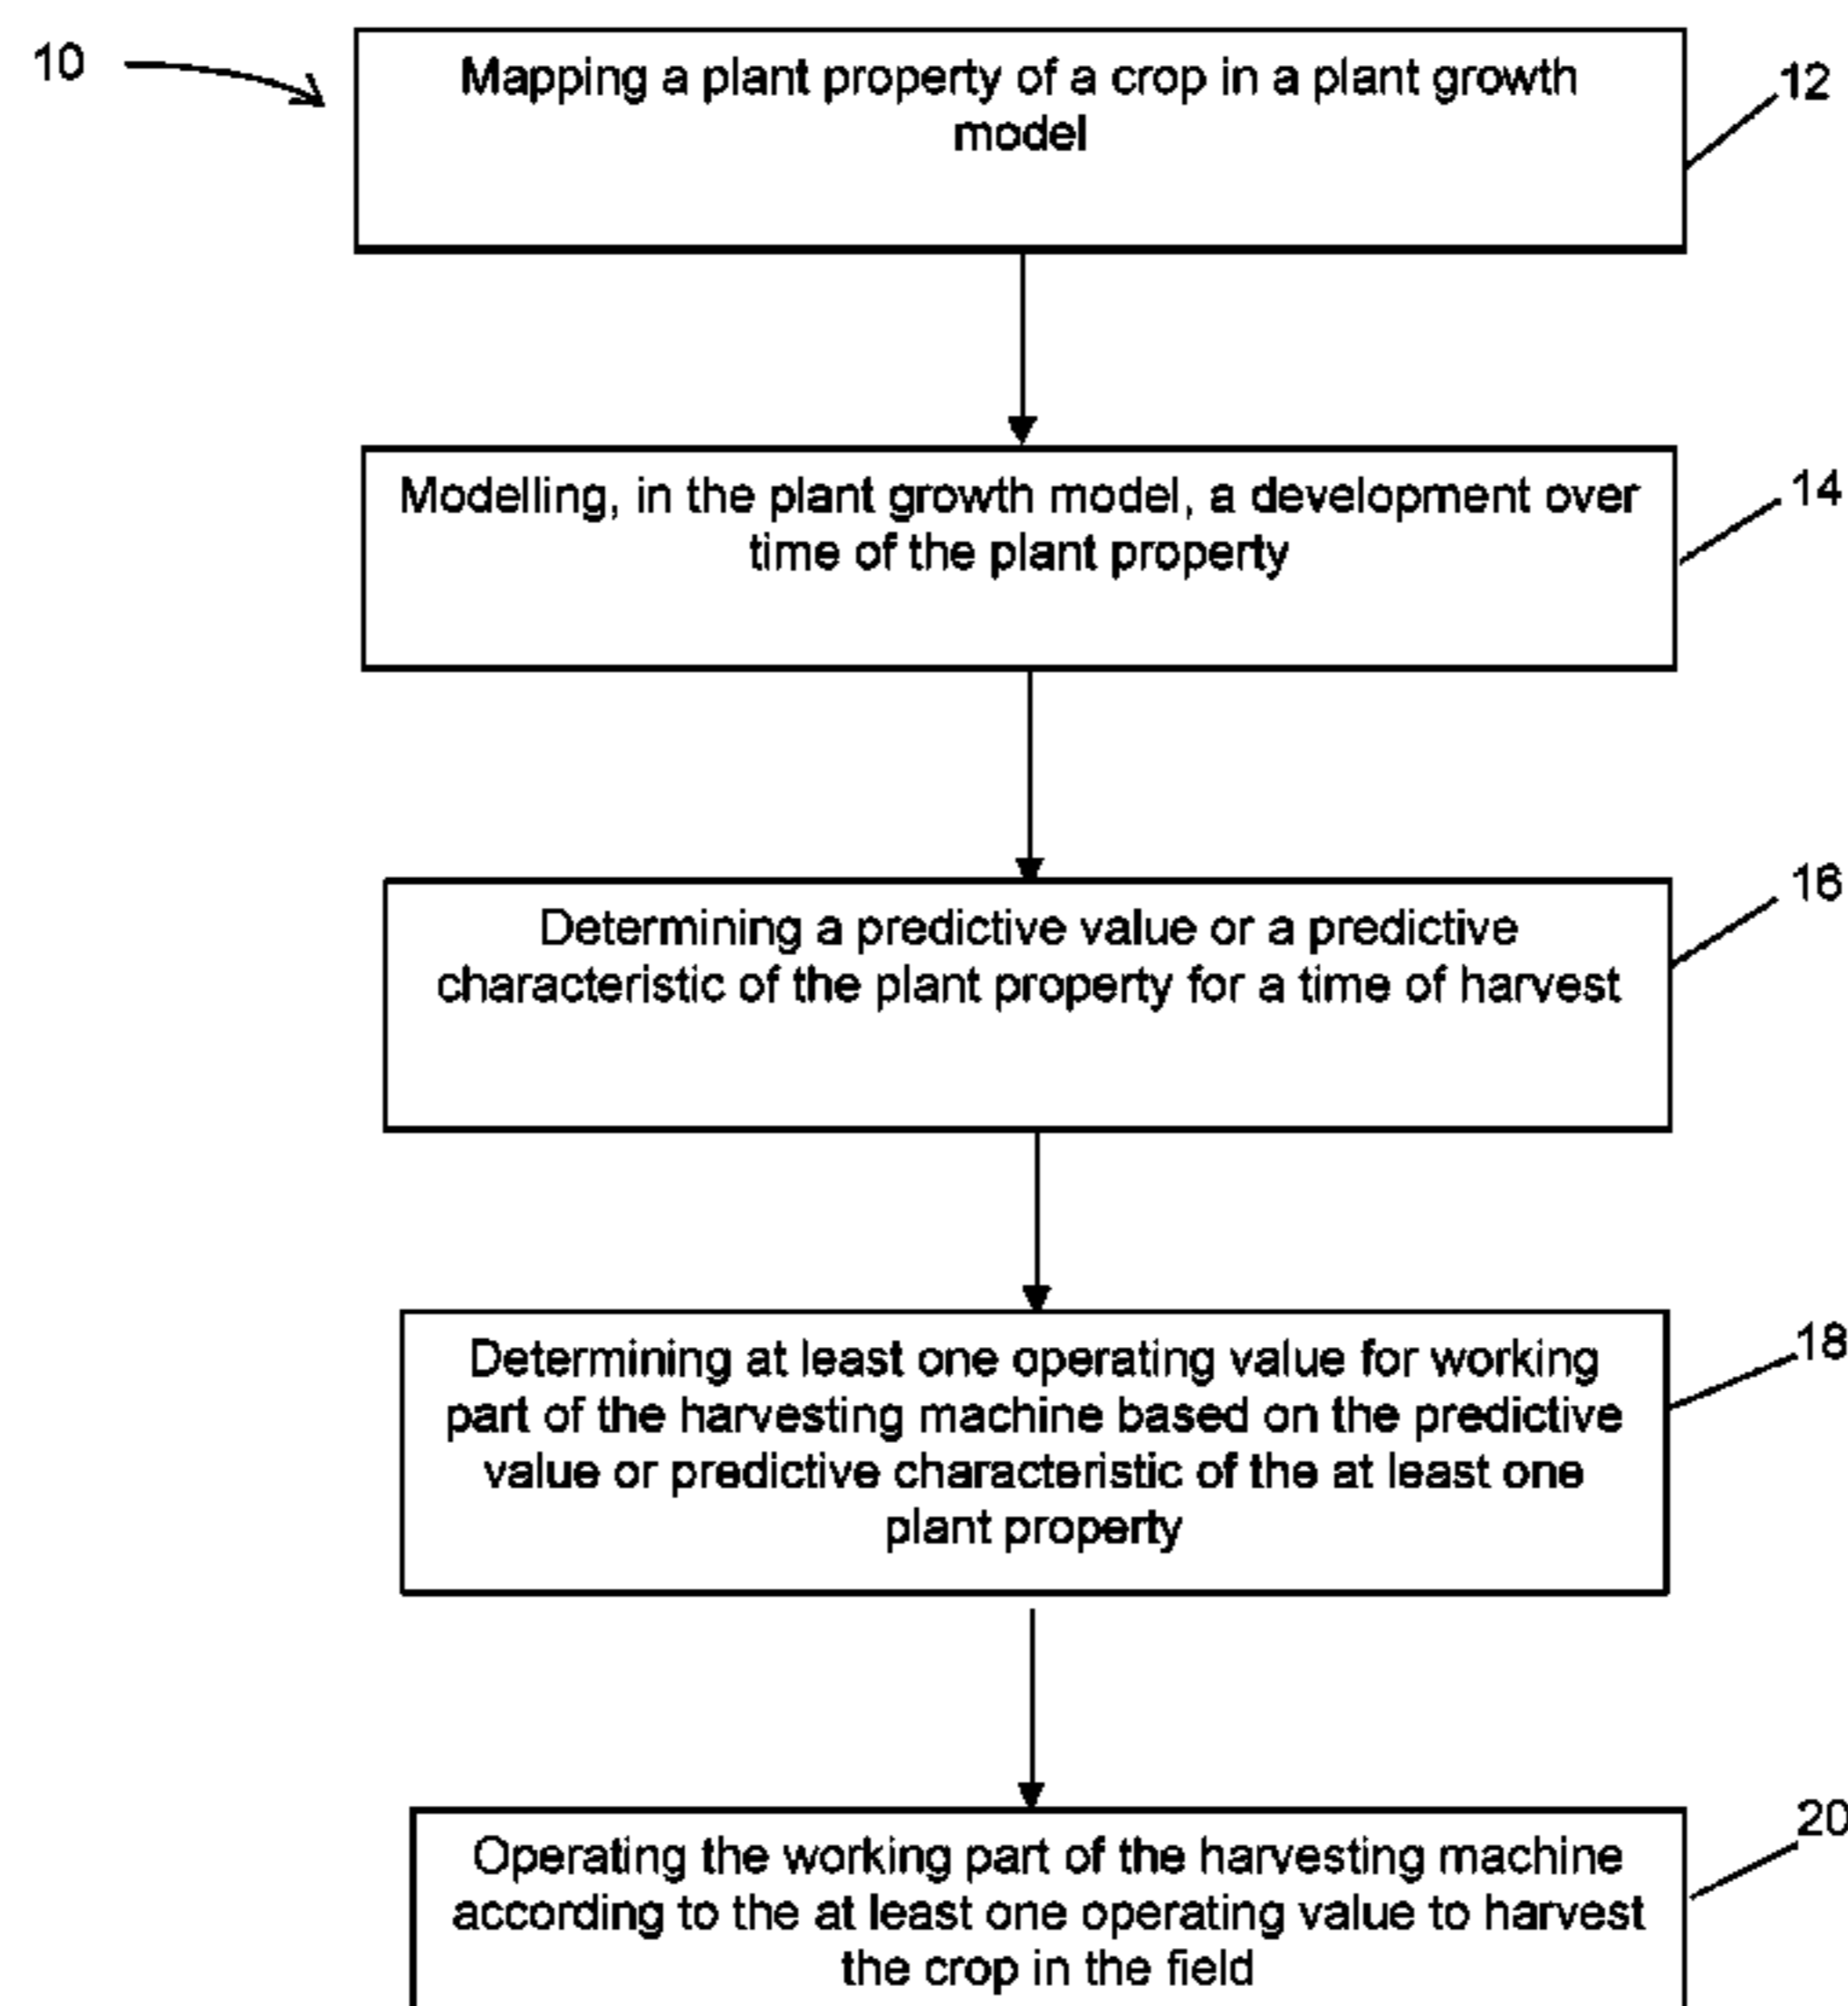 10
Mapping a plant property of a crop in a plant growth
model
12
Modelling, in the plant growth model, a development over
time of the plant property
14
Determining a predictive value or a predictive
characteristic of the plant property for a time of harvest
16
Determining at least one operating value for working
part of the harvesting machine based on the predictive
value or predictive characteristic of the at least one
plant property
18
Operating the working part of the harvesting machine
according to the at least one operating value to harvest
the crop in the field
20